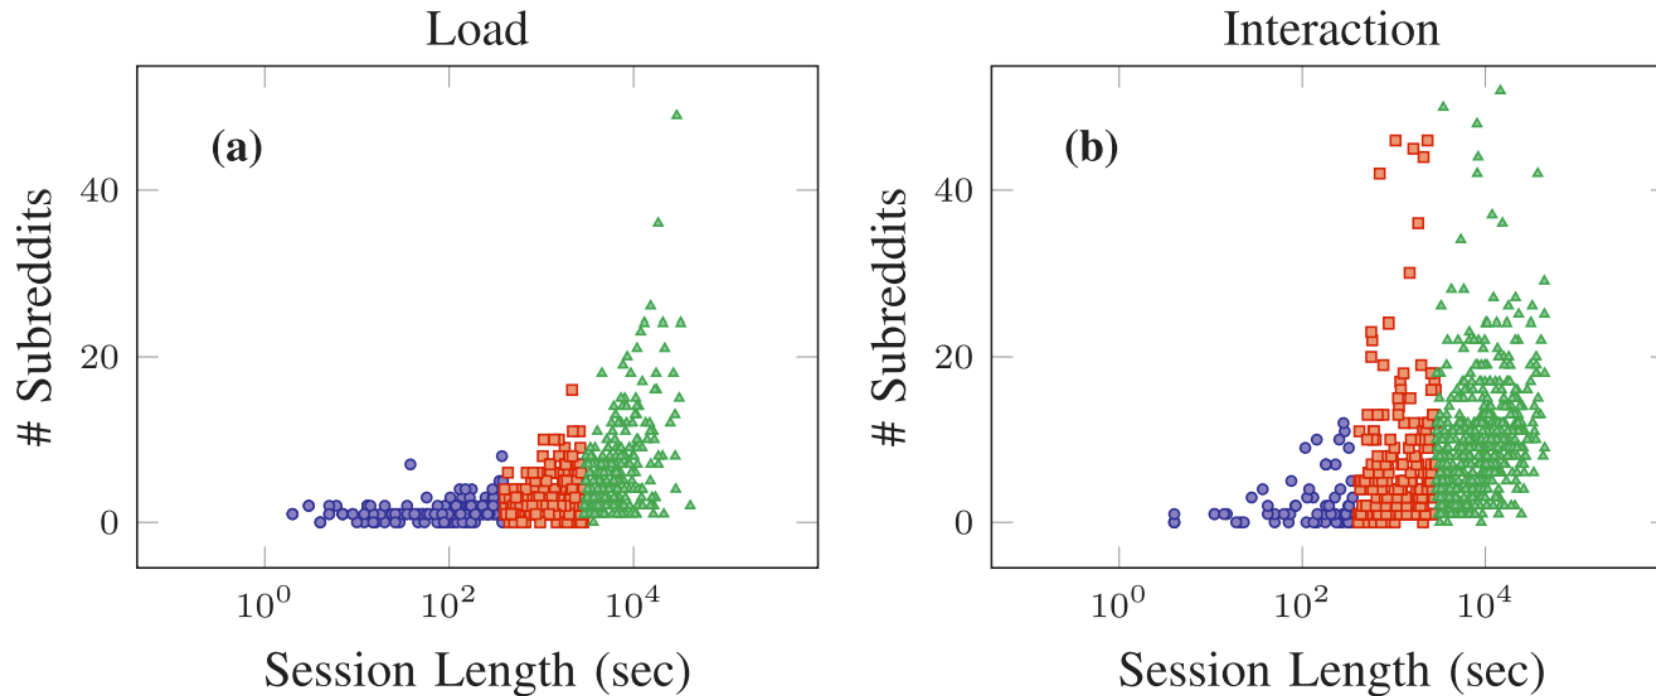 Load
(a)
# Subreddits
40
20
0
10^0
10^2
10^4
Session Length (sec)
Interaction
(b)
# Subreddits
40
20
0
10^0
10^2
10^4
Session Length (sec)